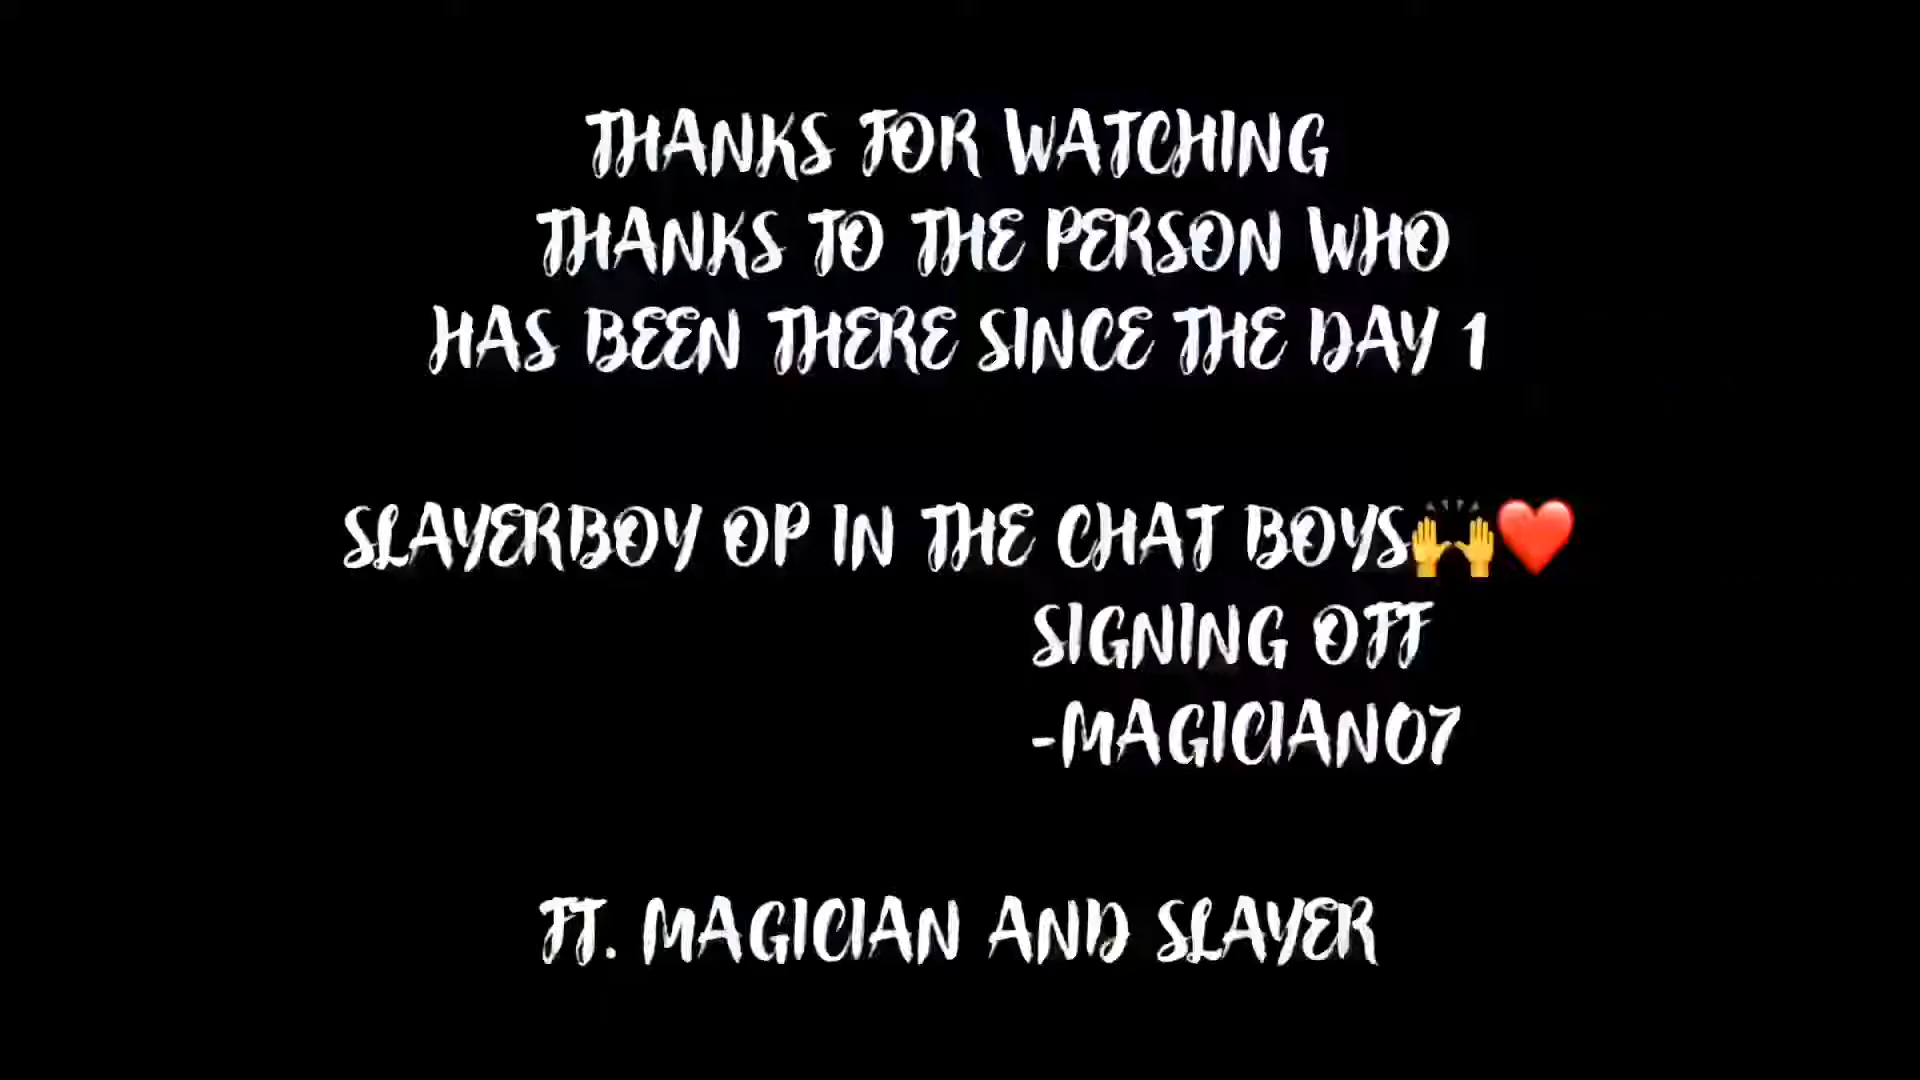 THANKS FOR WATCHING
THANKS TO THE PERSON WHO
HAS BEEN THERE SINCE THE DAY 1
SLAYERBOY OP IN THE CHAT BOYS🙌❤️
SIGNING OFF
-MAGICIAN07
FT. MAGICIAN AND SLAYER